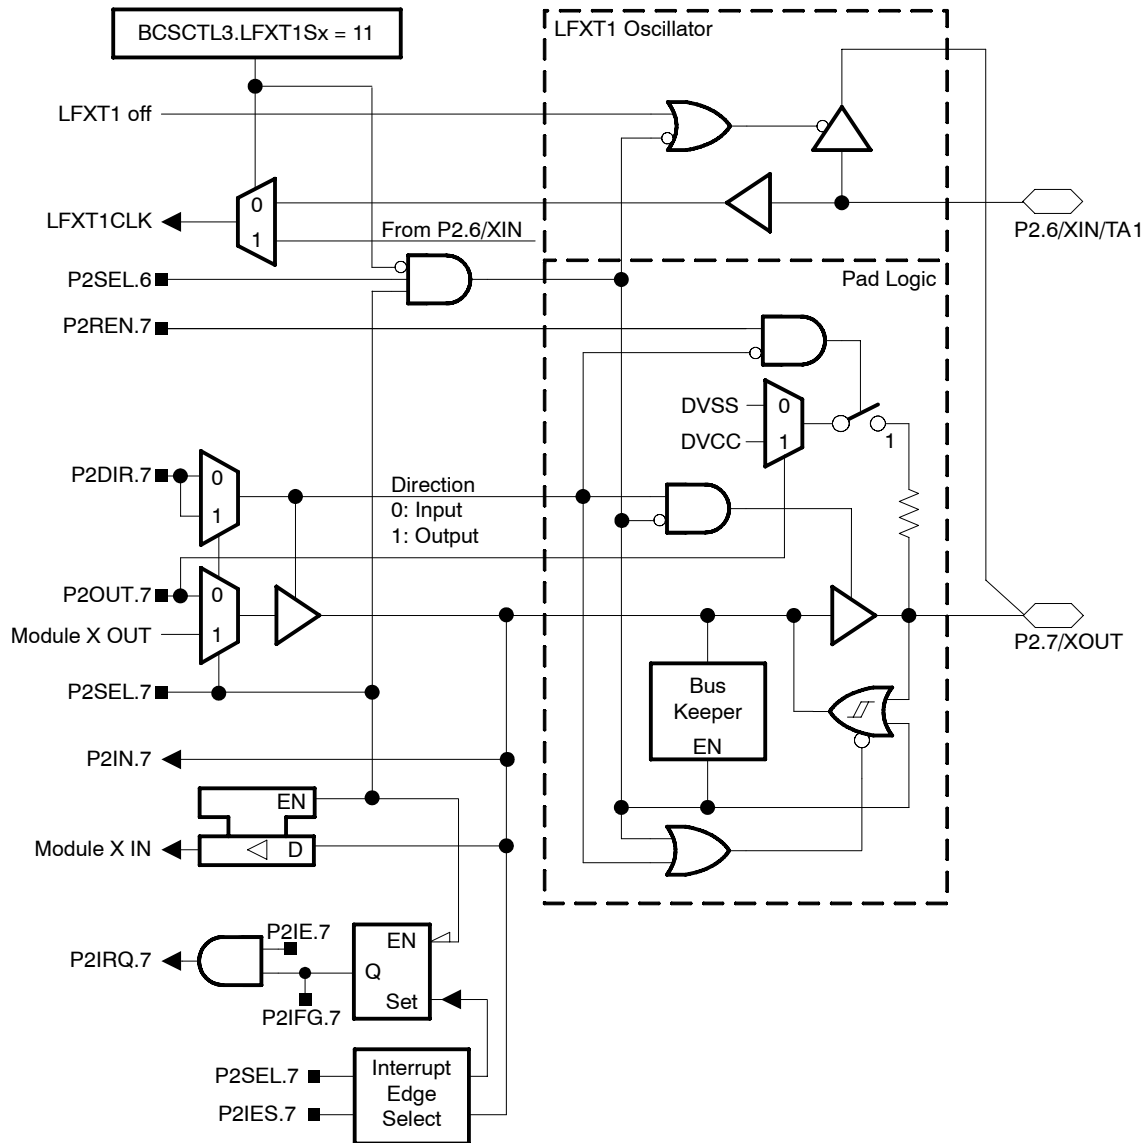 BCSCTL3.LFXT1Sx = 11
LFXT1 Oscillator
LFXT1 off
0
LFXT1CLK
1
From P2.6/XIN
P2.6/XIN/TA1
P2SEL.6
Pad Logic
P2REN.7
DVSS
0
DVCC
1
1
P2DIR.7
0
1
Direction
0: Input
1: Output
P2OUT.7
0
Module X OUT
1
P2.7/XOUT
P2SEL.7
Bus
Keeper
EN
P2IN.7
EN
Module X IN
D
P2IE.7
EN
P2IRQ.7
Q
Set
P2IFG.7
P2SEL.7
P2IES.7
Interrupt
Edge
Select